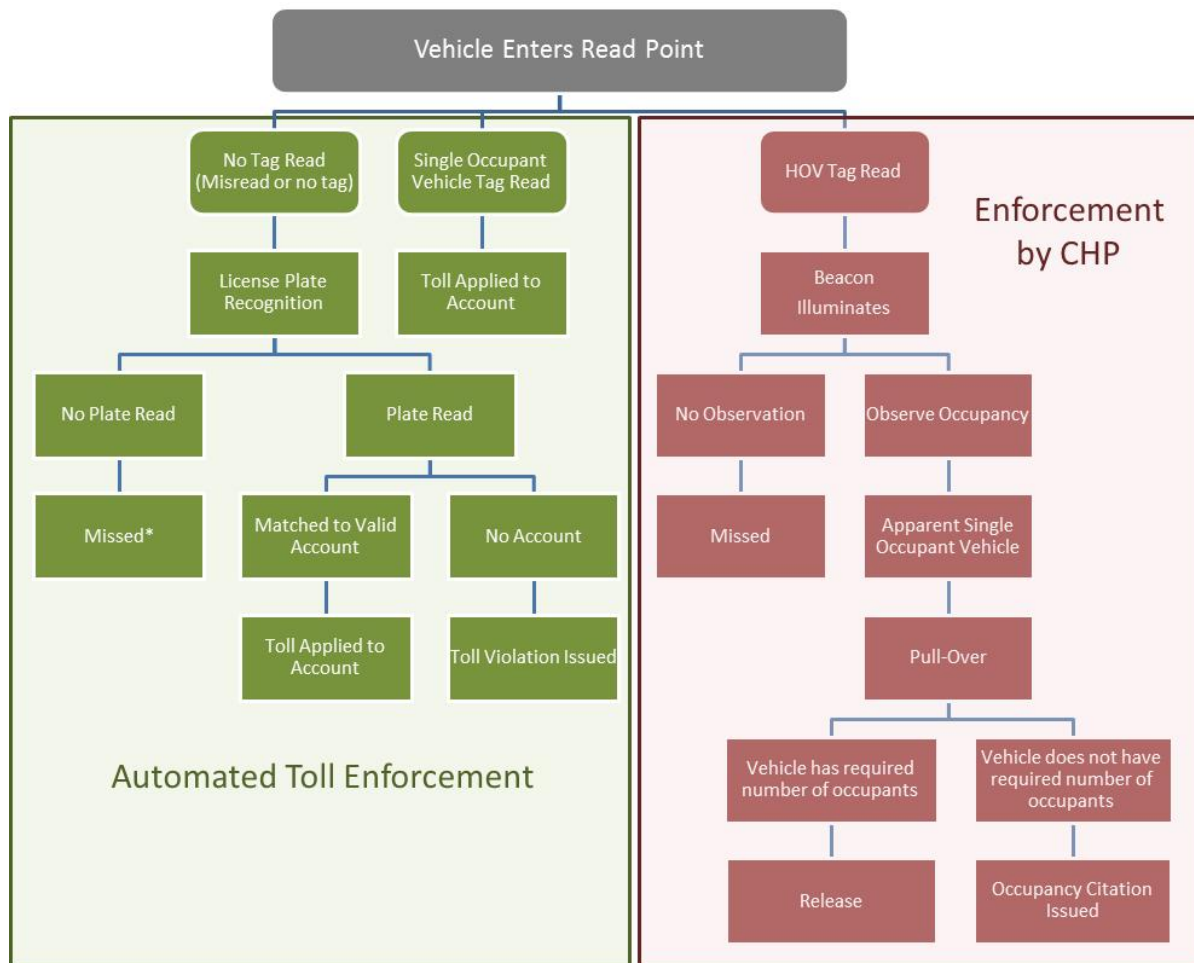 Vehicle Enters Read Point
No Tag Read
(Misread or no tag)
Single Occupant
Vehicle Tag Read
HOV Tag Read
Enforcement
by CHP
License Plate
Recognition
Toll Applied to
Account
Beacon
Illuminates
No Plate Read
Plate Read
No Observation
Observe Occupancy
Missed*
Matched to Valid
Account
No Account
Missed
Apparent Single
Occupant Vehicle
Toll Applied to
Account
Toll Violation Issued
Pull-Over
Automated Toll Enforcement
Vehicle has required
number of occupants
Vehicle does not have
required number of
occupants
Release
Occupancy Citation
Issued